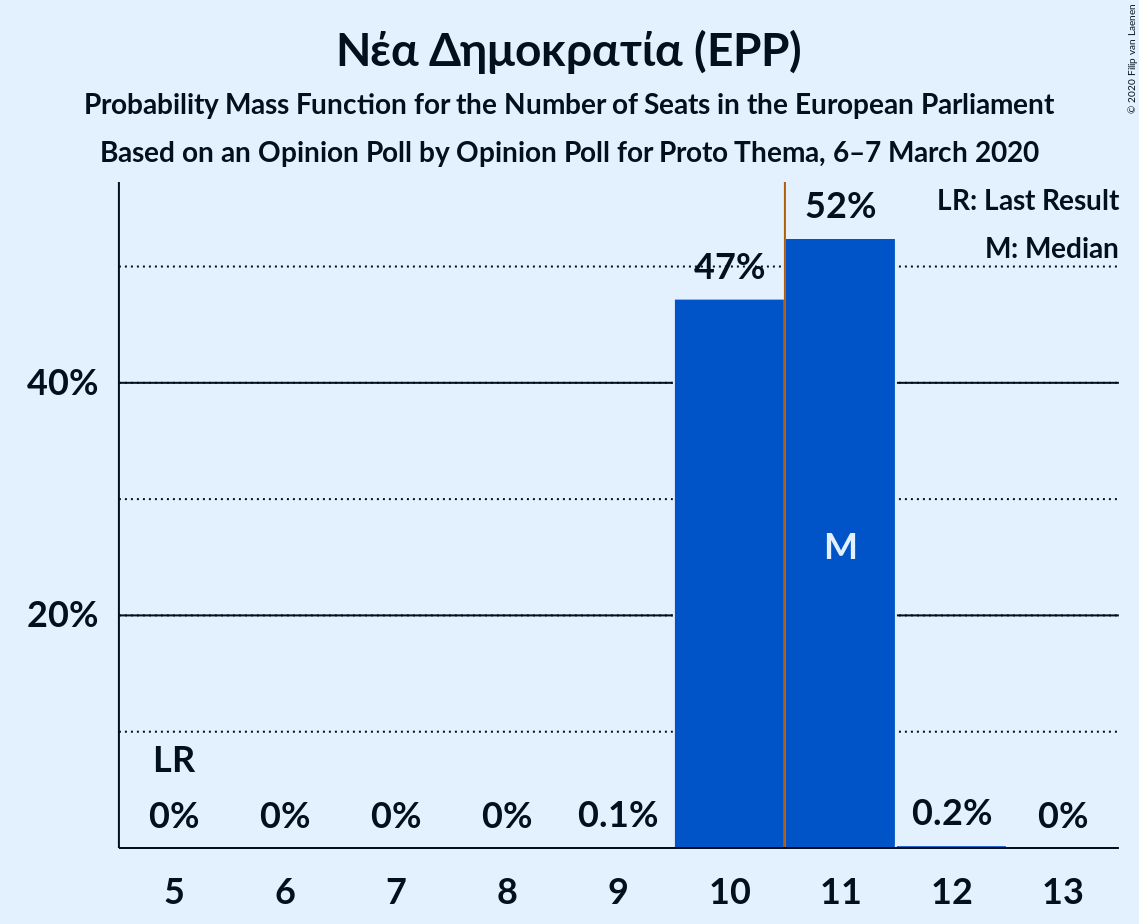 Νέα Δημοκρατία (EPP)
Probability Mass Function for the Number of Seats in the European Parliament
Based on an Opinion Poll by Opinion Poll for Proto Thema, 6–7 March 2020
© 2020 Filip van Laenen
LR: Last Result
M: Median
52%
47%
40%
M
20%
LR
0% 0% 0% 0% 0.1% 0.2% 0%
5 6 7 8 9 10 11 12 13